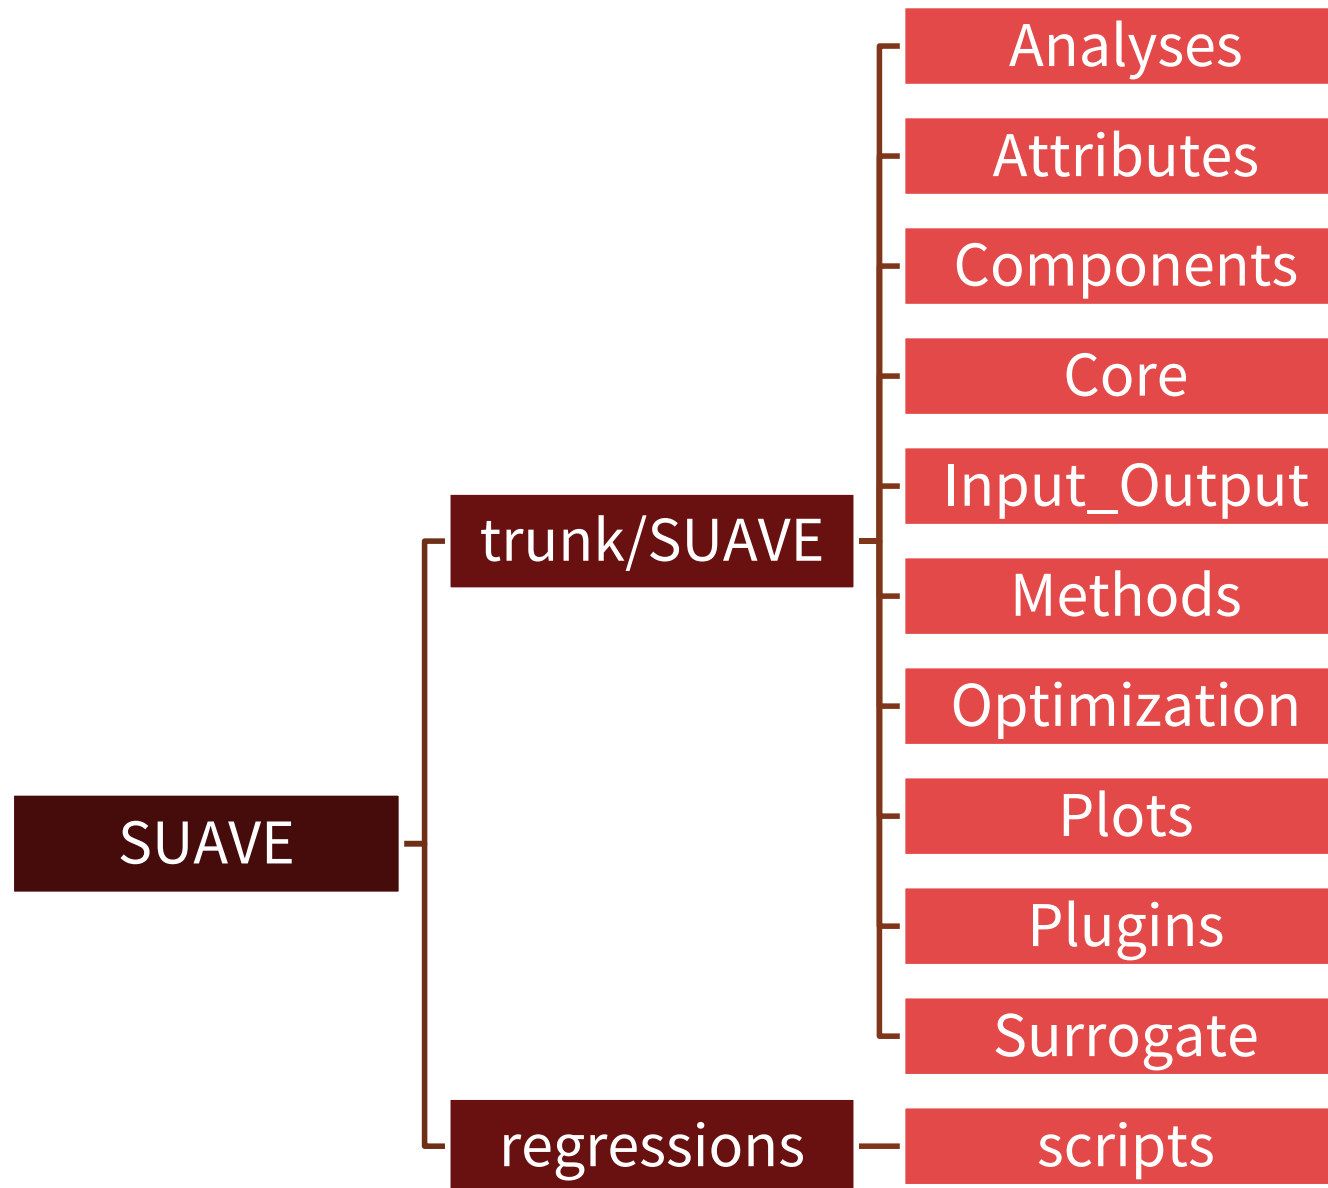 SUAVE
trunk/SUAVE
Analyses
Attributes
Components
Core
Input_Output
Methods
Optimization
Plots
Plugins
Surrogate
regressions
scripts